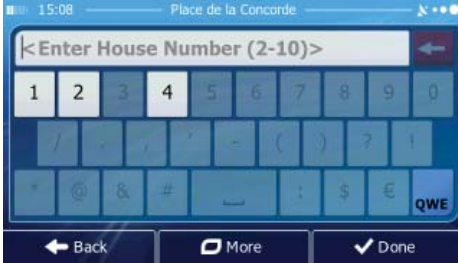 15:08 Place de la Concorde
<Enter House Number (2-10)>
1 2 3 4 5 6 7 8 9 0
/ . , ' - ( ) ? !
* @ & # : $ € QWE
Back More Done